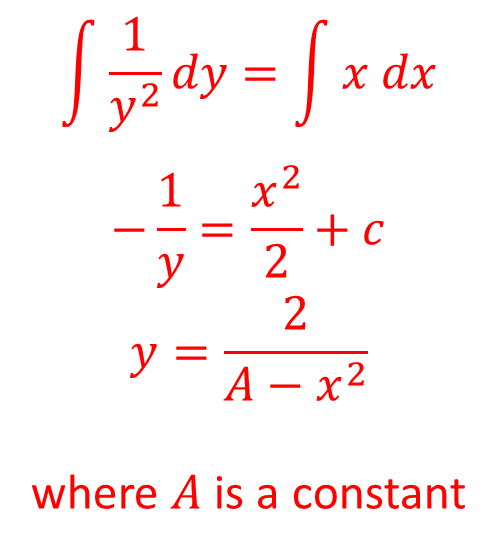 ∫ 1/y² dy = ∫ x dx
−1/y = x²/2 + c
y = 2/(A − x²)
where A is a constant